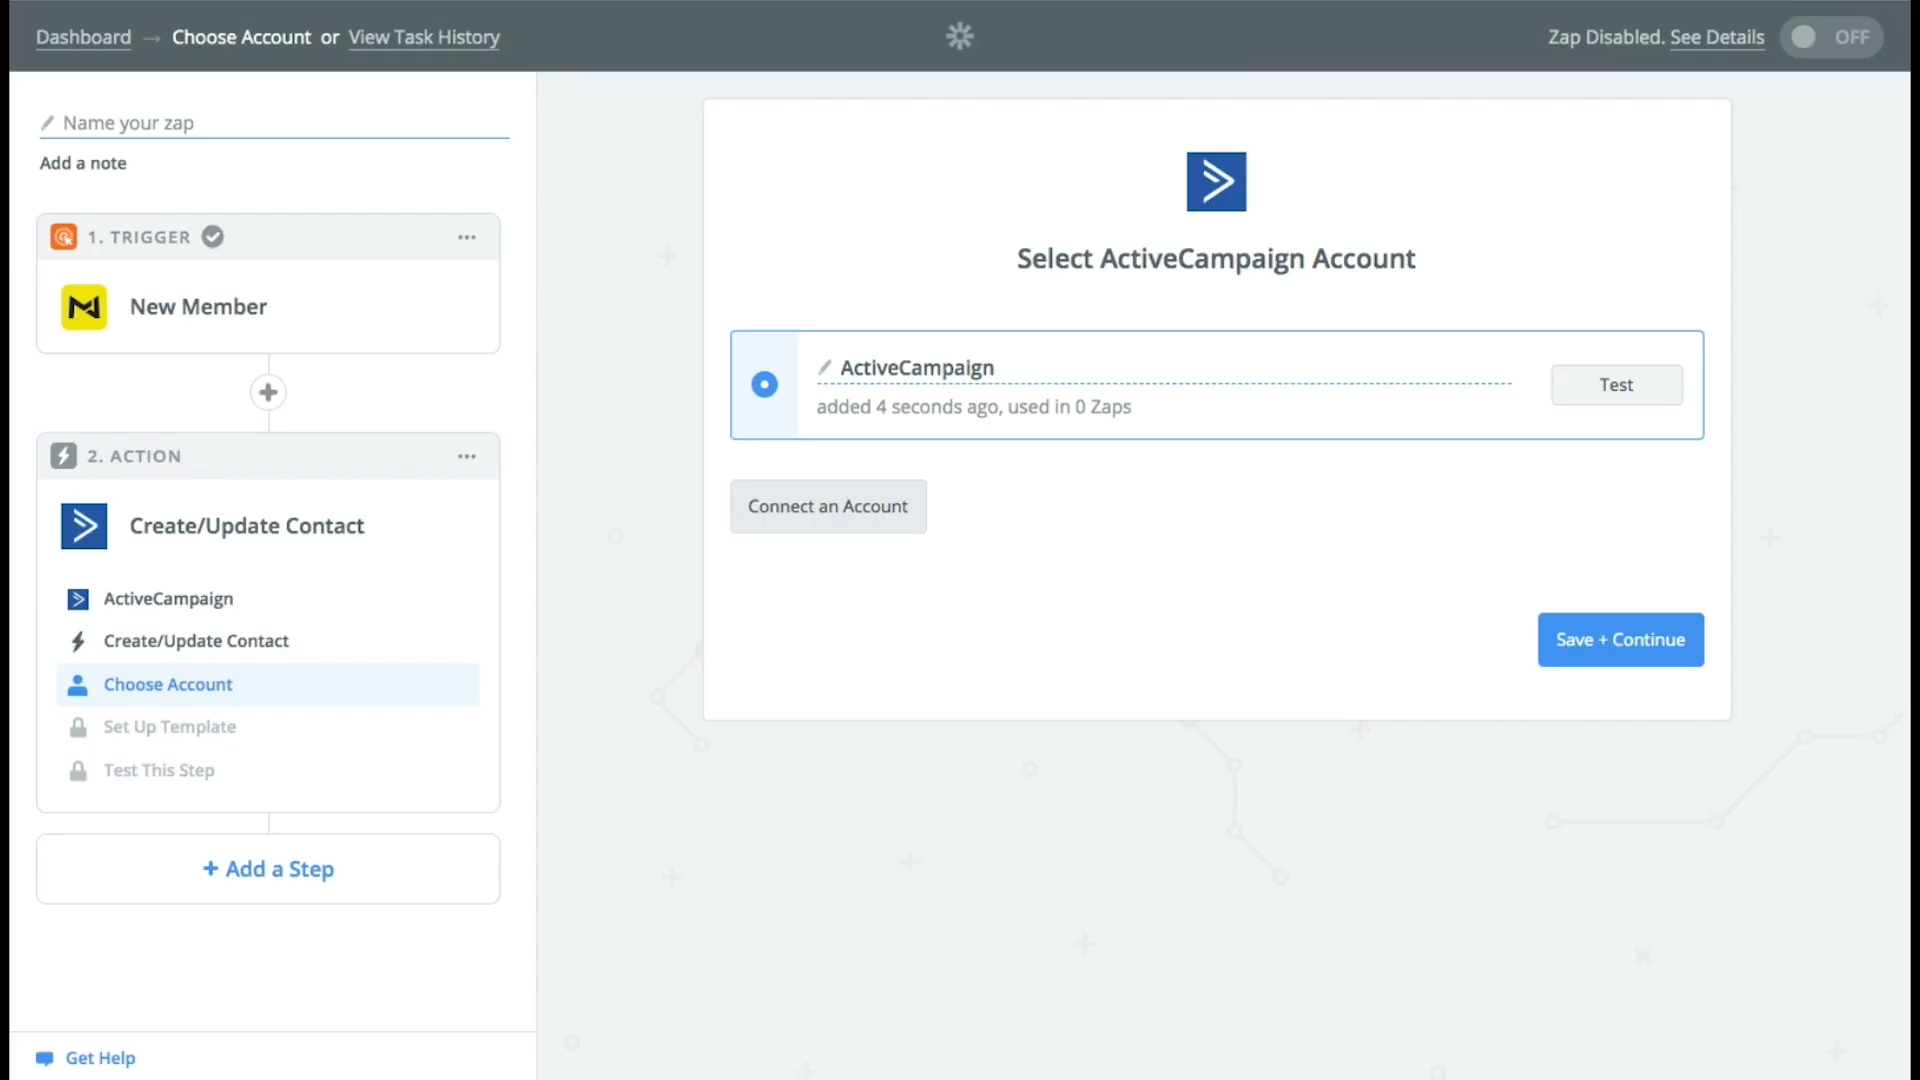 Dashboard → Choose Account or View Task History
Zap Disabled. See Details OFF
Name your zap
Add a note
1. TRIGGER
New Member
2. ACTION
Create/Update Contact
ActiveCampaign
Create/Update Contact
Choose Account
Set Up Template
Test This Step
+ Add a Step
Get Help
Select ActiveCampaign Account
ActiveCampaign
added 4 seconds ago, used in 0 Zaps
Test
Connect an Account
Save + Continue